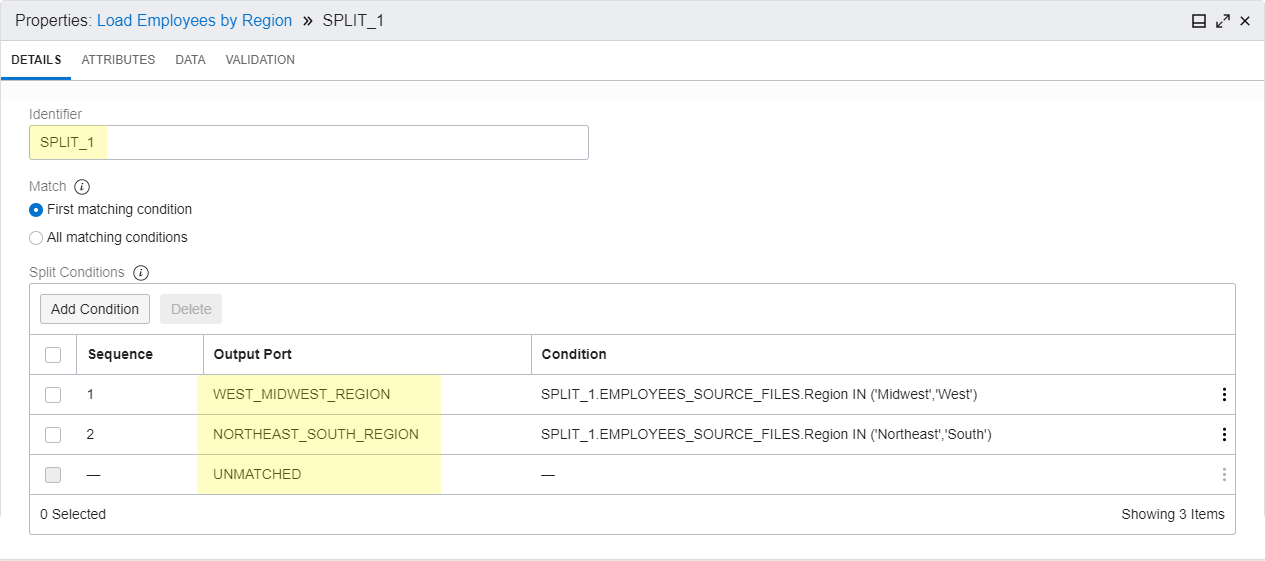 Properties: Load Employees by Region » SPLIT_1
DETAILS ATTRIBUTES DATA VALIDATION
Identifier
SPLIT_1
Match i
First matching condition
All matching conditions
Split Conditions i
Add Condition Delete
Sequence Output Port Condition
1 WEST_MIDWEST_REGION SPLIT_1.EMPLOYEES_SOURCE_FILES.Region IN ('Midwest','West')
2 NORTHEAST_SOUTH_REGION SPLIT_1.EMPLOYEES_SOURCE_FILES.Region IN ('Northeast','South')
— UNMATCHED —
0 Selected Showing 3 Items